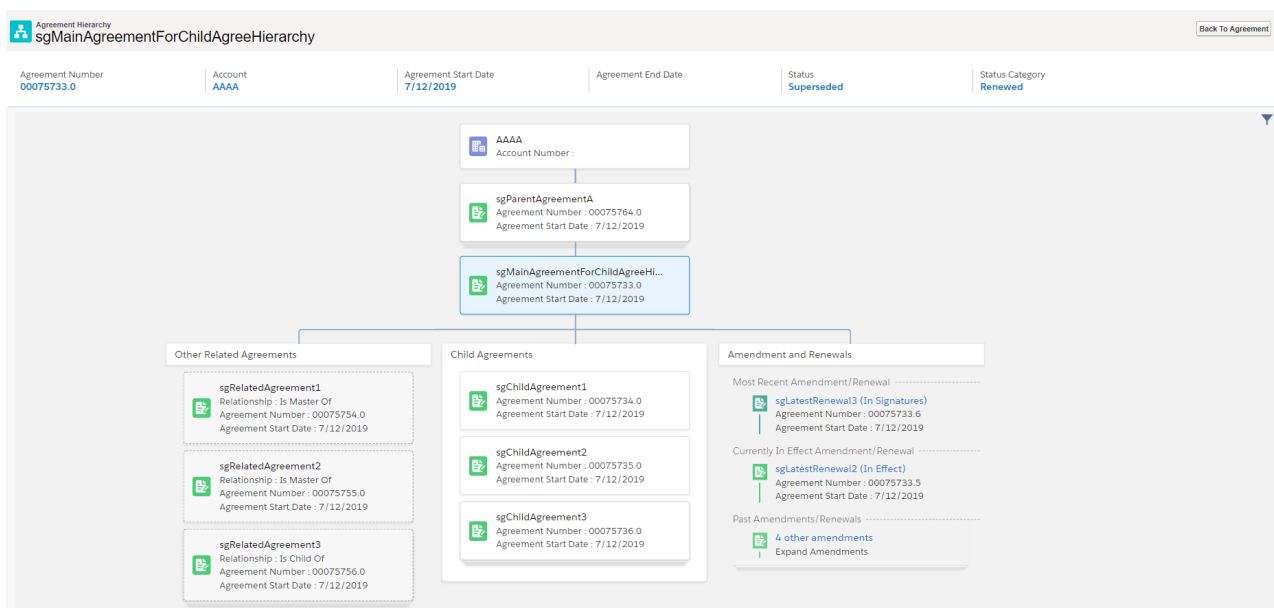 Agreement Hierarchy
sgMainAgreementForChildAgreeHierarchy
Back To Agreement
Agreement Number
00075733.0
Account
AAAA
Agreement Start Date
7/12/2019
Agreement End Date
Status
Superseded
Status Category
Renewed
AAAA
Account Number :
sgParentAgreementA
Agreement Number : 00075764.0
Agreement Start Date : 7/12/2019
sgMainAgreementForChildAgreeHi...
Agreement Number : 00075733.0
Agreement Start Date : 7/12/2019
Other Related Agreements
sgRelatedAgreement1
Relationship : Is Master Of
Agreement Number : 00075754.0
Agreement Start Date : 7/12/2019
sgRelatedAgreement2
Relationship : Is Master Of
Agreement Number : 00075755.0
Agreement Start Date : 7/12/2019
sgRelatedAgreement3
Relationship : Is Child Of
Agreement Number : 00075756.0
Agreement Start Date : 7/12/2019
Child Agreements
sgChildAgreement1
Agreement Number : 00075734.0
Agreement Start Date : 7/12/2019
sgChildAgreement2
Agreement Number : 00075735.0
Agreement Start Date : 7/12/2019
sgChildAgreement3
Agreement Number : 00075736.0
Agreement Start Date : 7/12/2019
Amendment and Renewals
Most Recent Amendment/Renewal
sgLatestRenewal3 (In Signatures)
Agreement Number : 00075733.6
Agreement Start Date : 7/12/2019
Currently In Effect Amendment/Renewal
sgLatestRenewal2 (In Effect)
Agreement Number : 00075733.5
Agreement Start Date : 7/12/2019
Past Amendments/Renewals
4 other amendments
Expand Amendments